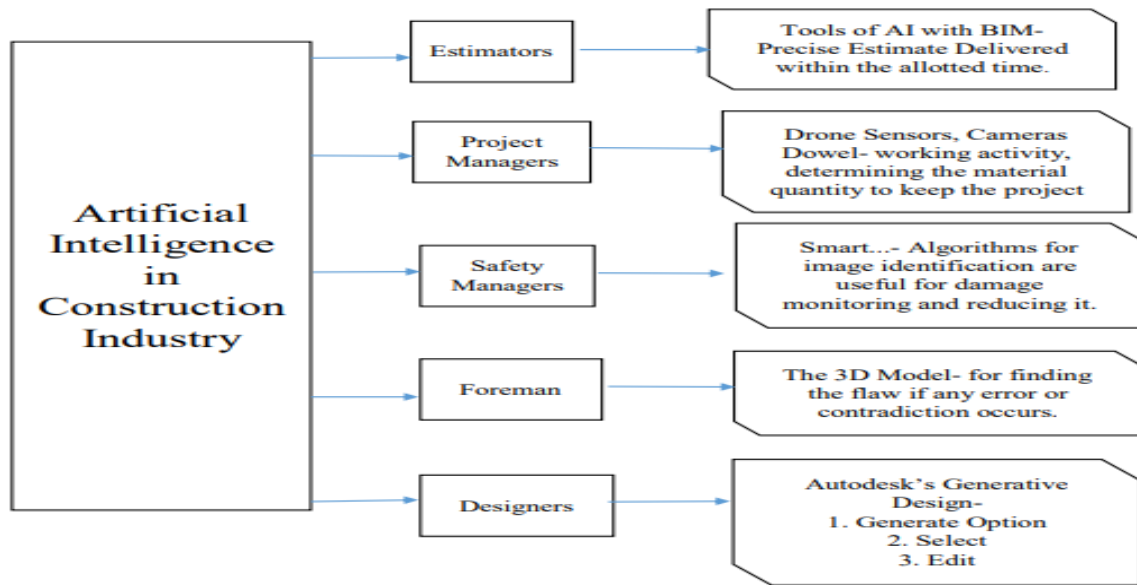 Artificial
Intelligence
in
Construction
Industry
Estimators
Tools of AI with BIM-
Precise Estimate Delivered
within the allotted time.
Project
Managers
Drone Sensors, Cameras
Dowel- working activity,
determining the material
quantity to keep the project
Safety
Managers
Smart...- Algorithms for
image identification are
useful for damage
monitoring and reducing it.
Foreman
The 3D Model- for finding
the flaw if any error or
contradiction occurs.
Designers
Autodesk’s Generative
Design-
1. Generate Option
2. Select
3. Edit